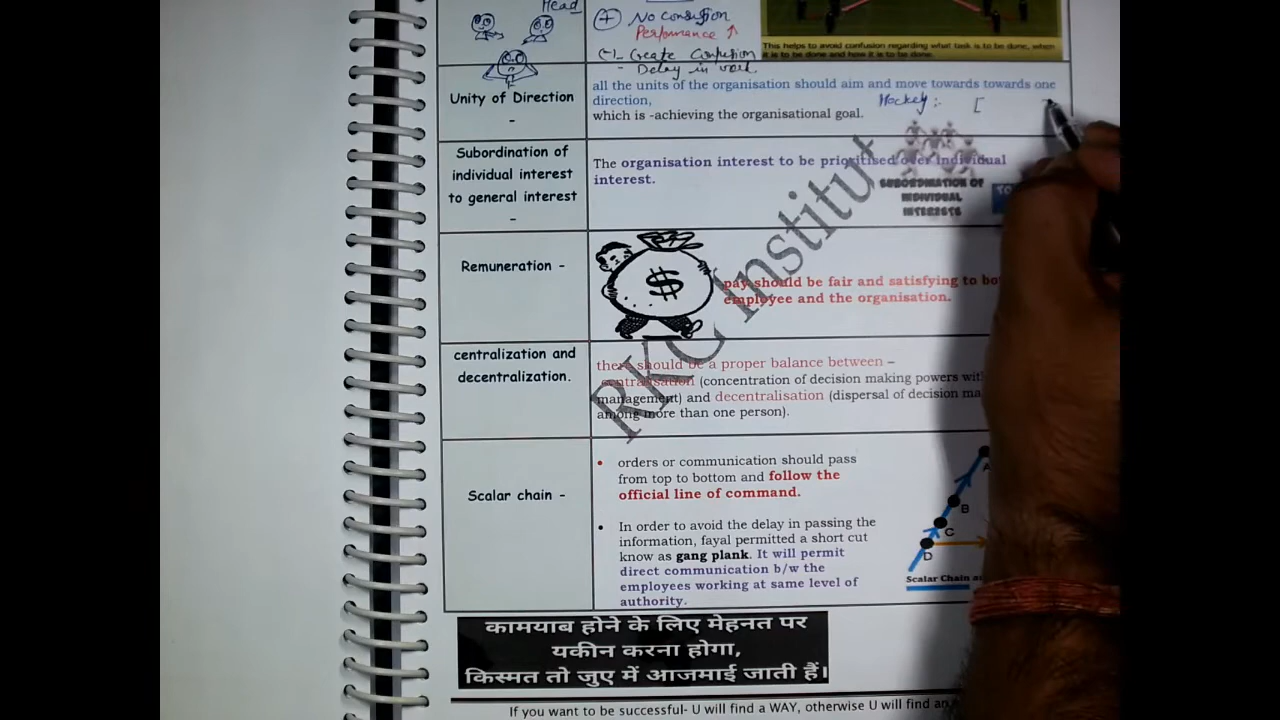 Head
+ No confusion
Performance ↑
(-) - Create Confusion
- Delay in work
This helps to avoid confusion regarding what task is to be done, when
it is to be done and how it is to be done.
Unity of Direction
-
all the units of the organisation should aim and move towards towards one
direction,
which is -achieving the organisational goal.
Hockey :- [
Subordination of
individual interest
to general interest
-
The organisation interest to be prioritised over individual
interest.
SUBORDINATION OF
INDIVIDUAL
INTERESTS
TO
Remuneration -
$
pay should be fair and satisfying to
employee and the organisation.
centralization and
decentralization.
there should be a proper balance between –
centralisation (concentration of decision making powers
management) and decentralisation (dispersal of decision
among more than one person).
Scalar chain -
• orders or communication should pass
from top to bottom and follow the
official line of command.
• In order to avoid the delay in passing the
information, fayal permitted a short cut
know as gang plank. It will permit
direct communication b/w the
employees working at same level of
authority.
A
B
C
D
Scalar Chain
RKC Institut
कामयाब होने के लिए मेहनत पर
यकीन करना होगा,
किस्मत तो जुए में आजमाई जाती हैं।
If you want to be successful- U will find a WAY, otherwise U will find